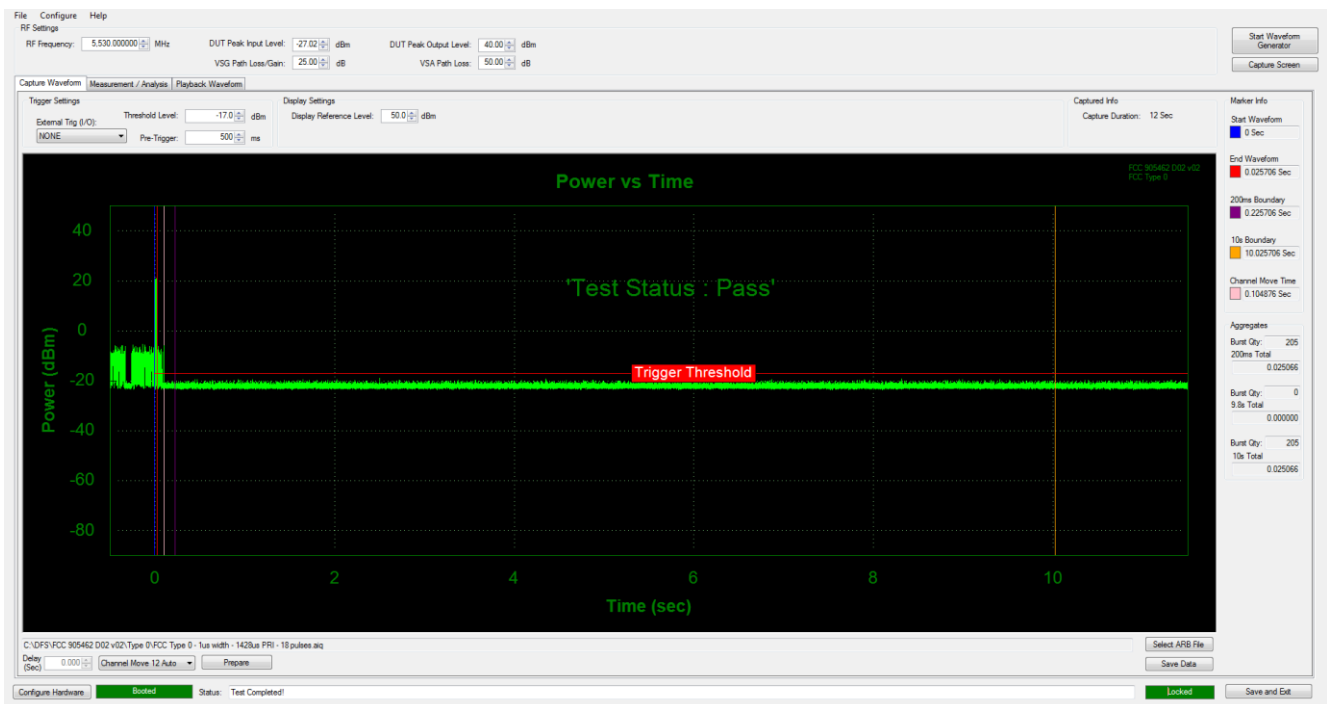 File Configure Help
RF Settings
RF Frequency: 5,530.000000 MHz DUT Peak Input Level: -27.02 dBm DUT Peak Output Level: 40.00 dBm
VSG Path Loss/Gain: 25.00 dB VSA Path Loss: 50.00 dB
Start Waveform
Generator
Capture Screen
Capture Waveform Measurement / Analysis Playback Waveform
Trigger Settings
External Trig (I/O):
NONE
Threshold Level: -17.0 dBm
Pre-Trigger: 500 ms
Display Settings
Display Reference Level: 50.0 dBm
Captured Info
Capture Duration: 12 Sec
Marker Info
Start Waveform
0 Sec
End Waveform
0.025706 Sec
200ms Boundary
0.225706 Sec
10s Boundary
10.025706 Sec
Channel Move Time
0.104876 Sec
Aggregates
Burst Qty: 205
200ms Total
0.025066
Burst Qty: 0
9.8s Total
0.000000
Burst Qty: 205
10s Total
0.025066
Power vs Time
FCC 905462 D02 v02
FCC Type 0
'Test Status : Pass'
Trigger Threshold
Power (dBm)
40
20
0
-20
-40
-60
-80
0 2 4 6 8 10
Time (sec)
C:\DFS\FCC 905462 D02 v02\Type 0\FCC Type 0 - 1us width - 1428us PRI - 18 pulses.aiq
Select ARB File
Delay
(Sec) 0.000 Channel Move 12 Auto Prepare
Save Data
Configure Hardware Booted Status: Test Completed! Locked Save and Exit